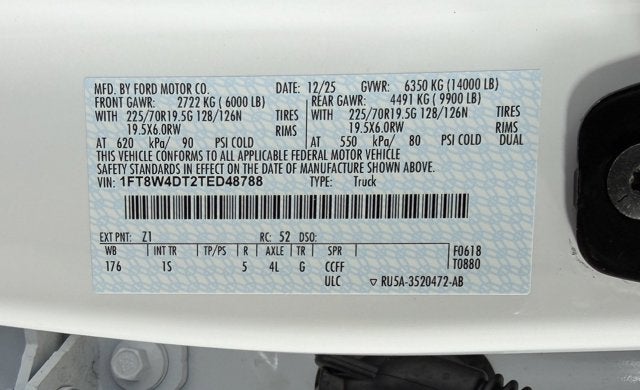 MFD. BY FORD MOTOR CO. DATE: 12/25 GVWR: 6350 KG (14000 LB)
FRONT GAWR: 2722 KG (6000 LB) REAR GAWR: 4491 KG (9900 LB)
WITH 225/70R19.5G 128/126N TIRES WITH 225/70R19.5G 128/126N TIRES
19.5X6.0RW RIMS 19.5X6.0RW RIMS
AT 620 kPa/ 90 PSI COLD AT 550 kPa/ 80 PSI COLD DUAL
THIS VEHICLE CONFORMS TO ALL APPLICABLE FEDERAL MOTOR VEHICLE
SAFETY STANDARDS IN EFFECT ON THE DATE OF MANUFACTURE SHOWN ABOVE.
VIN: 1FT8W4DT2TED48788 TYPE: Truck
EXT PNT: Z1 RC: 52 DSO: F0618
WB INT TR TP/PS R AXLE TR SPR T0880
176 1S 5 4L G CCFF
ULC RU5A-3520472-AB